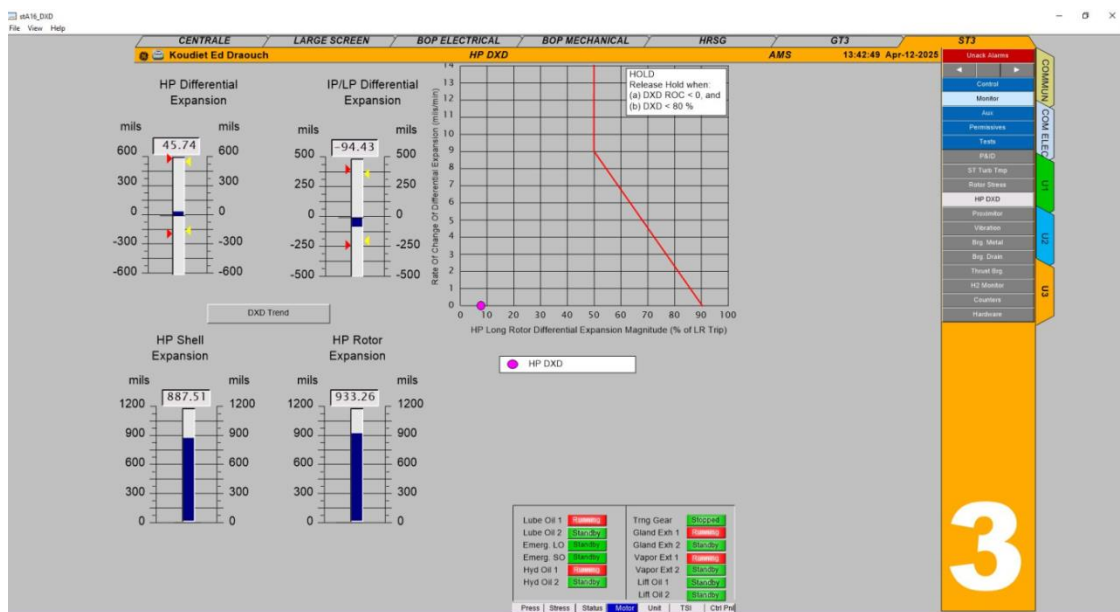 stA16_DXD
File View Help
CENTRALE LARGE SCREEN BOP ELECTRICAL BOP MECHANICAL HRSG GT3 ST3
Koudiet Ed Draouch HP DXD AMS 13:42:49 Apr-12-2025
Unack Alarms
Control
Monitor
Aux
Permissives
Tests
P&ID
ST Turb Tmp
Rotor Stress
HP DXD
Proximitor
Vibration
Brg. Metal
Brg. Drain
Thrust Brg.
H2 Monitor
Counters
Hardware
COMMUN
COM ELEC
U1
U2
U3
3
HP Differential
Expansion
mils mils
45.74
600 600
300 300
0 0
-300 -300
-600 -600
IP/LP Differential
Expansion
mils mils
-94.43
500 500
250 250
0 0
-250 -250
-500 -500
DXD Trend
HP Shell
Expansion
mils mils
887.51
1200 1200
900 900
600 600
300 300
0 0
HP Rotor
Expansion
mils mils
933.26
1200 1200
900 900
600 600
300 300
0 0
Rate Of Change Of Differential Expansion (mils/min)
14
13
12
11
10
9
8
7
6
5
4
3
2
1
0
0 10 20 30 40 50 60 70 80 90 100
HP Long Rotor Differential Expansion Magnitude (% of LR Trip)
HOLD
Release Hold when:
(a) DXD ROC < 0, and
(b) DXD < 80 %
HP DXD
Lube Oil 1 Running
Lube Oil 2 Standby
Emerg. LO Standby
Emerg. SO Standby
Hyd Oil 1 Running
Hyd Oil 2 Standby
Trng Gear Stopped
Gland Exh 1 Running
Gland Exh 2 Standby
Vapor Ext 1 Running
Vapor Ext 2 Standby
Lift Oil 1 Standby
Lift Oil 2 Standby
Press Stress Status Motor Unit TSI Ctrl Pnl